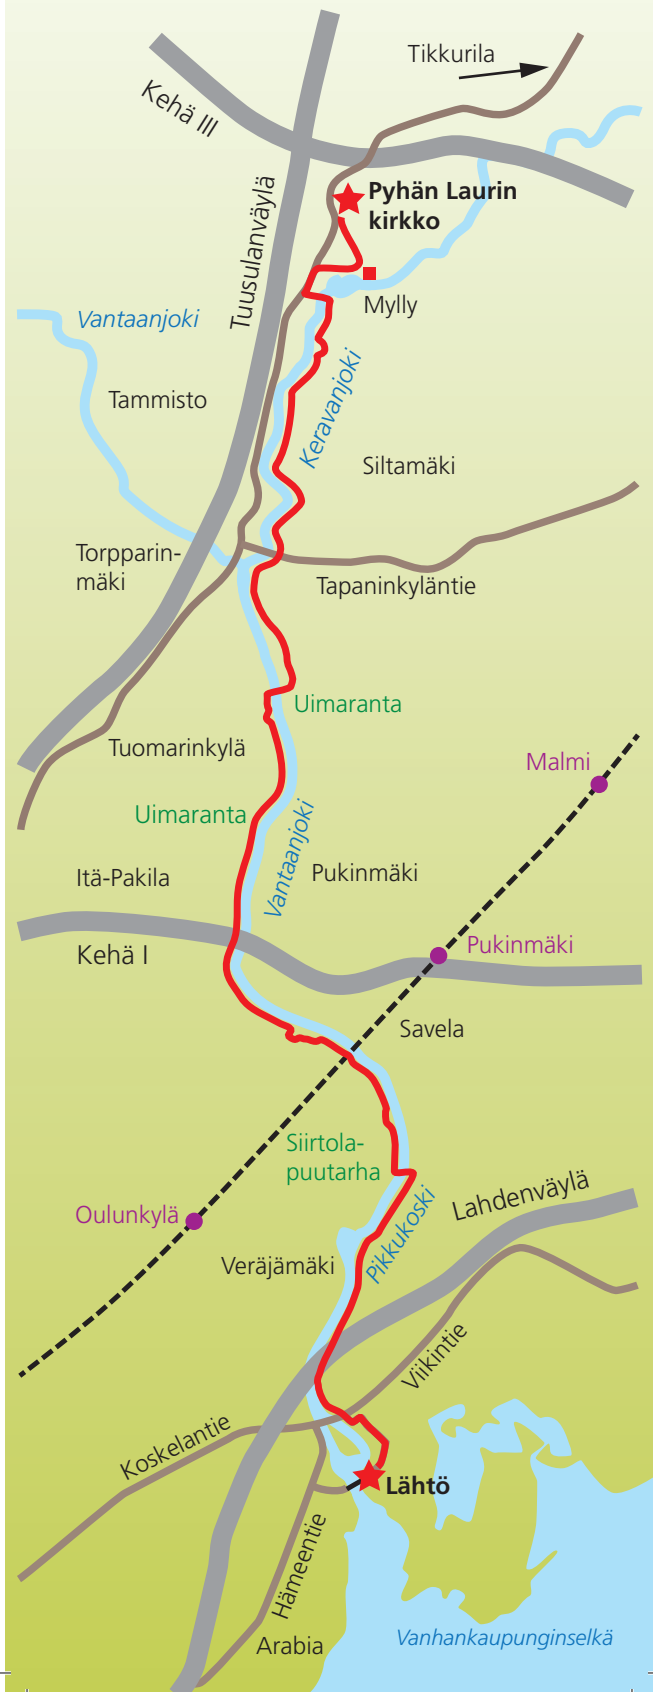 Tikkurila
Kehä III
Pyhän Laurin
kirkko
Tuusulanväylä
Mylly
Vantaanjoki
Keravanjoki
Tammisto
Siltamäki
Torpparin-
mäki
Tapaninkyläntie
Uimaranta
Tuomarinkylä
Malmi
Uimaranta
Vantaanjoki
Itä-Pakila
Pukinmäki
Pukinmäki
Kehä I
Savela
Siirtola-
puutarha
Lahdenväylä
Oulunkylä
Pikkukoski
Veräjämäki
Viikintie
Koskelantie
Lähtö
Hämeentie
Arabia
Vanhankaupunginselkä